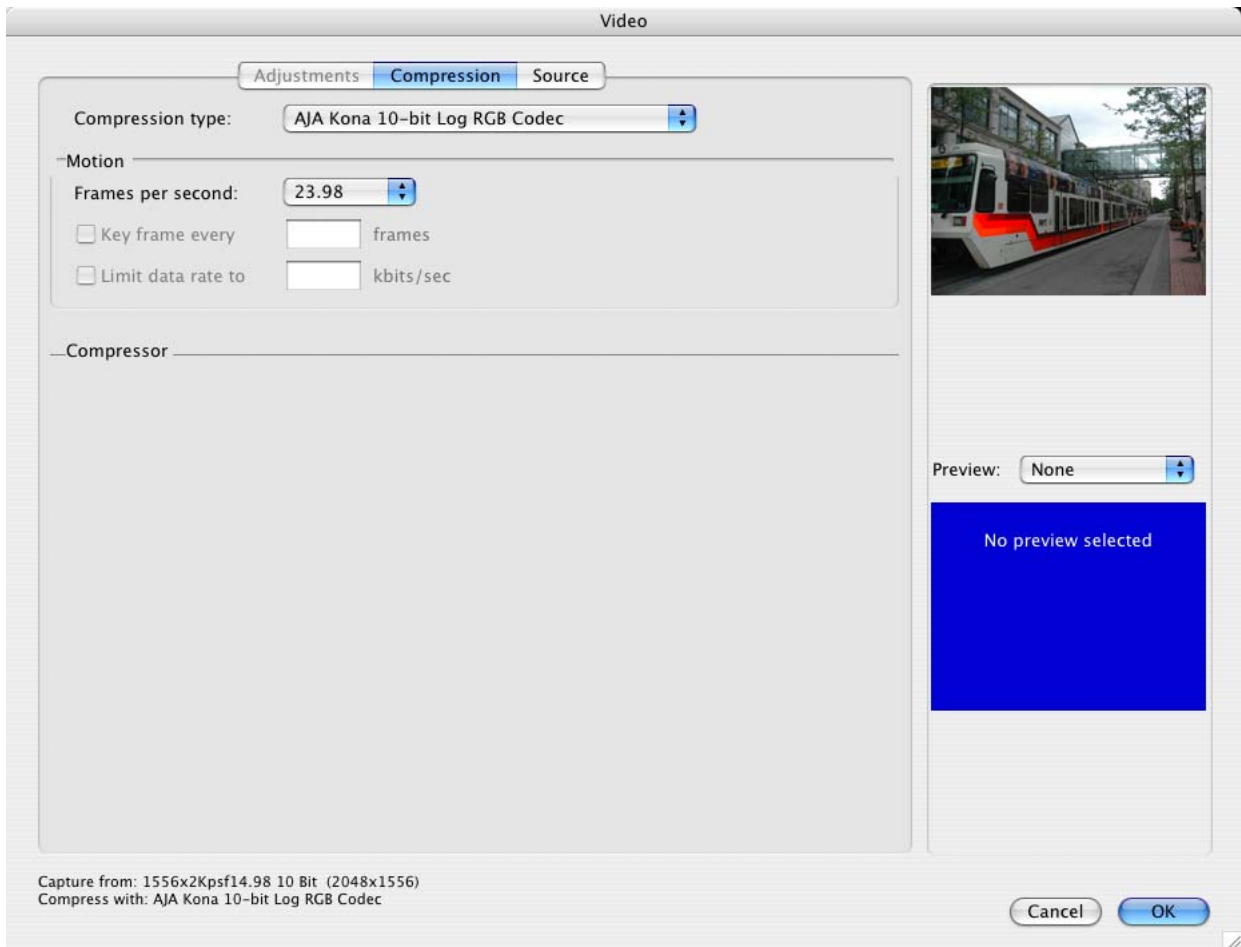 Video
Adjustments Compression Source
Compression type: AJA Kona 10-bit Log RGB Codec
Motion
Frames per second: 23.98
Key frame every frames
Limit data rate to kbits/sec
Compressor
Preview: None
No preview selected
Capture from: 1556x2Kpsf14.98 10 Bit (2048x1556)
Compress with: AJA Kona 10-bit Log RGB Codec
Cancel OK